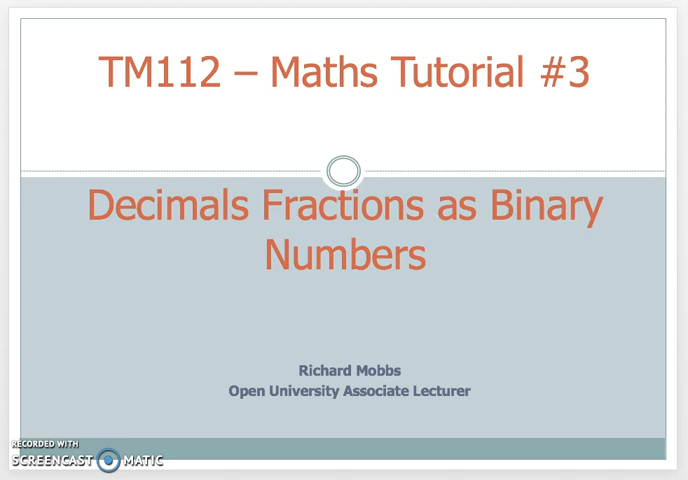 TM112 – Maths Tutorial #3
Decimals Fractions as Binary
Numbers
Richard Mobbs
Open University Associate Lecturer
RECORDED WITH
SCREENCAST MATIC